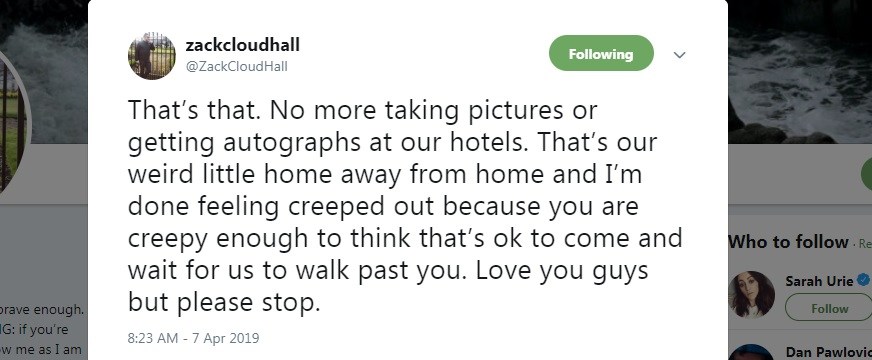 zackcloudhall
@ZackCloudHall
Following
That's that. No more taking pictures or
getting autographs at our hotels. That's our
weird little home away from home and I'm
done feeling creeped out because you are
creepy enough to think that's ok to come and
wait for us to walk past you. Love you guys
but please stop.
8:23 AM - 7 Apr 2019
brave enough.
IG: if you're
ow me as I am
Who to follow · Re
Sarah Urie
Follow
Dan Pawlovic